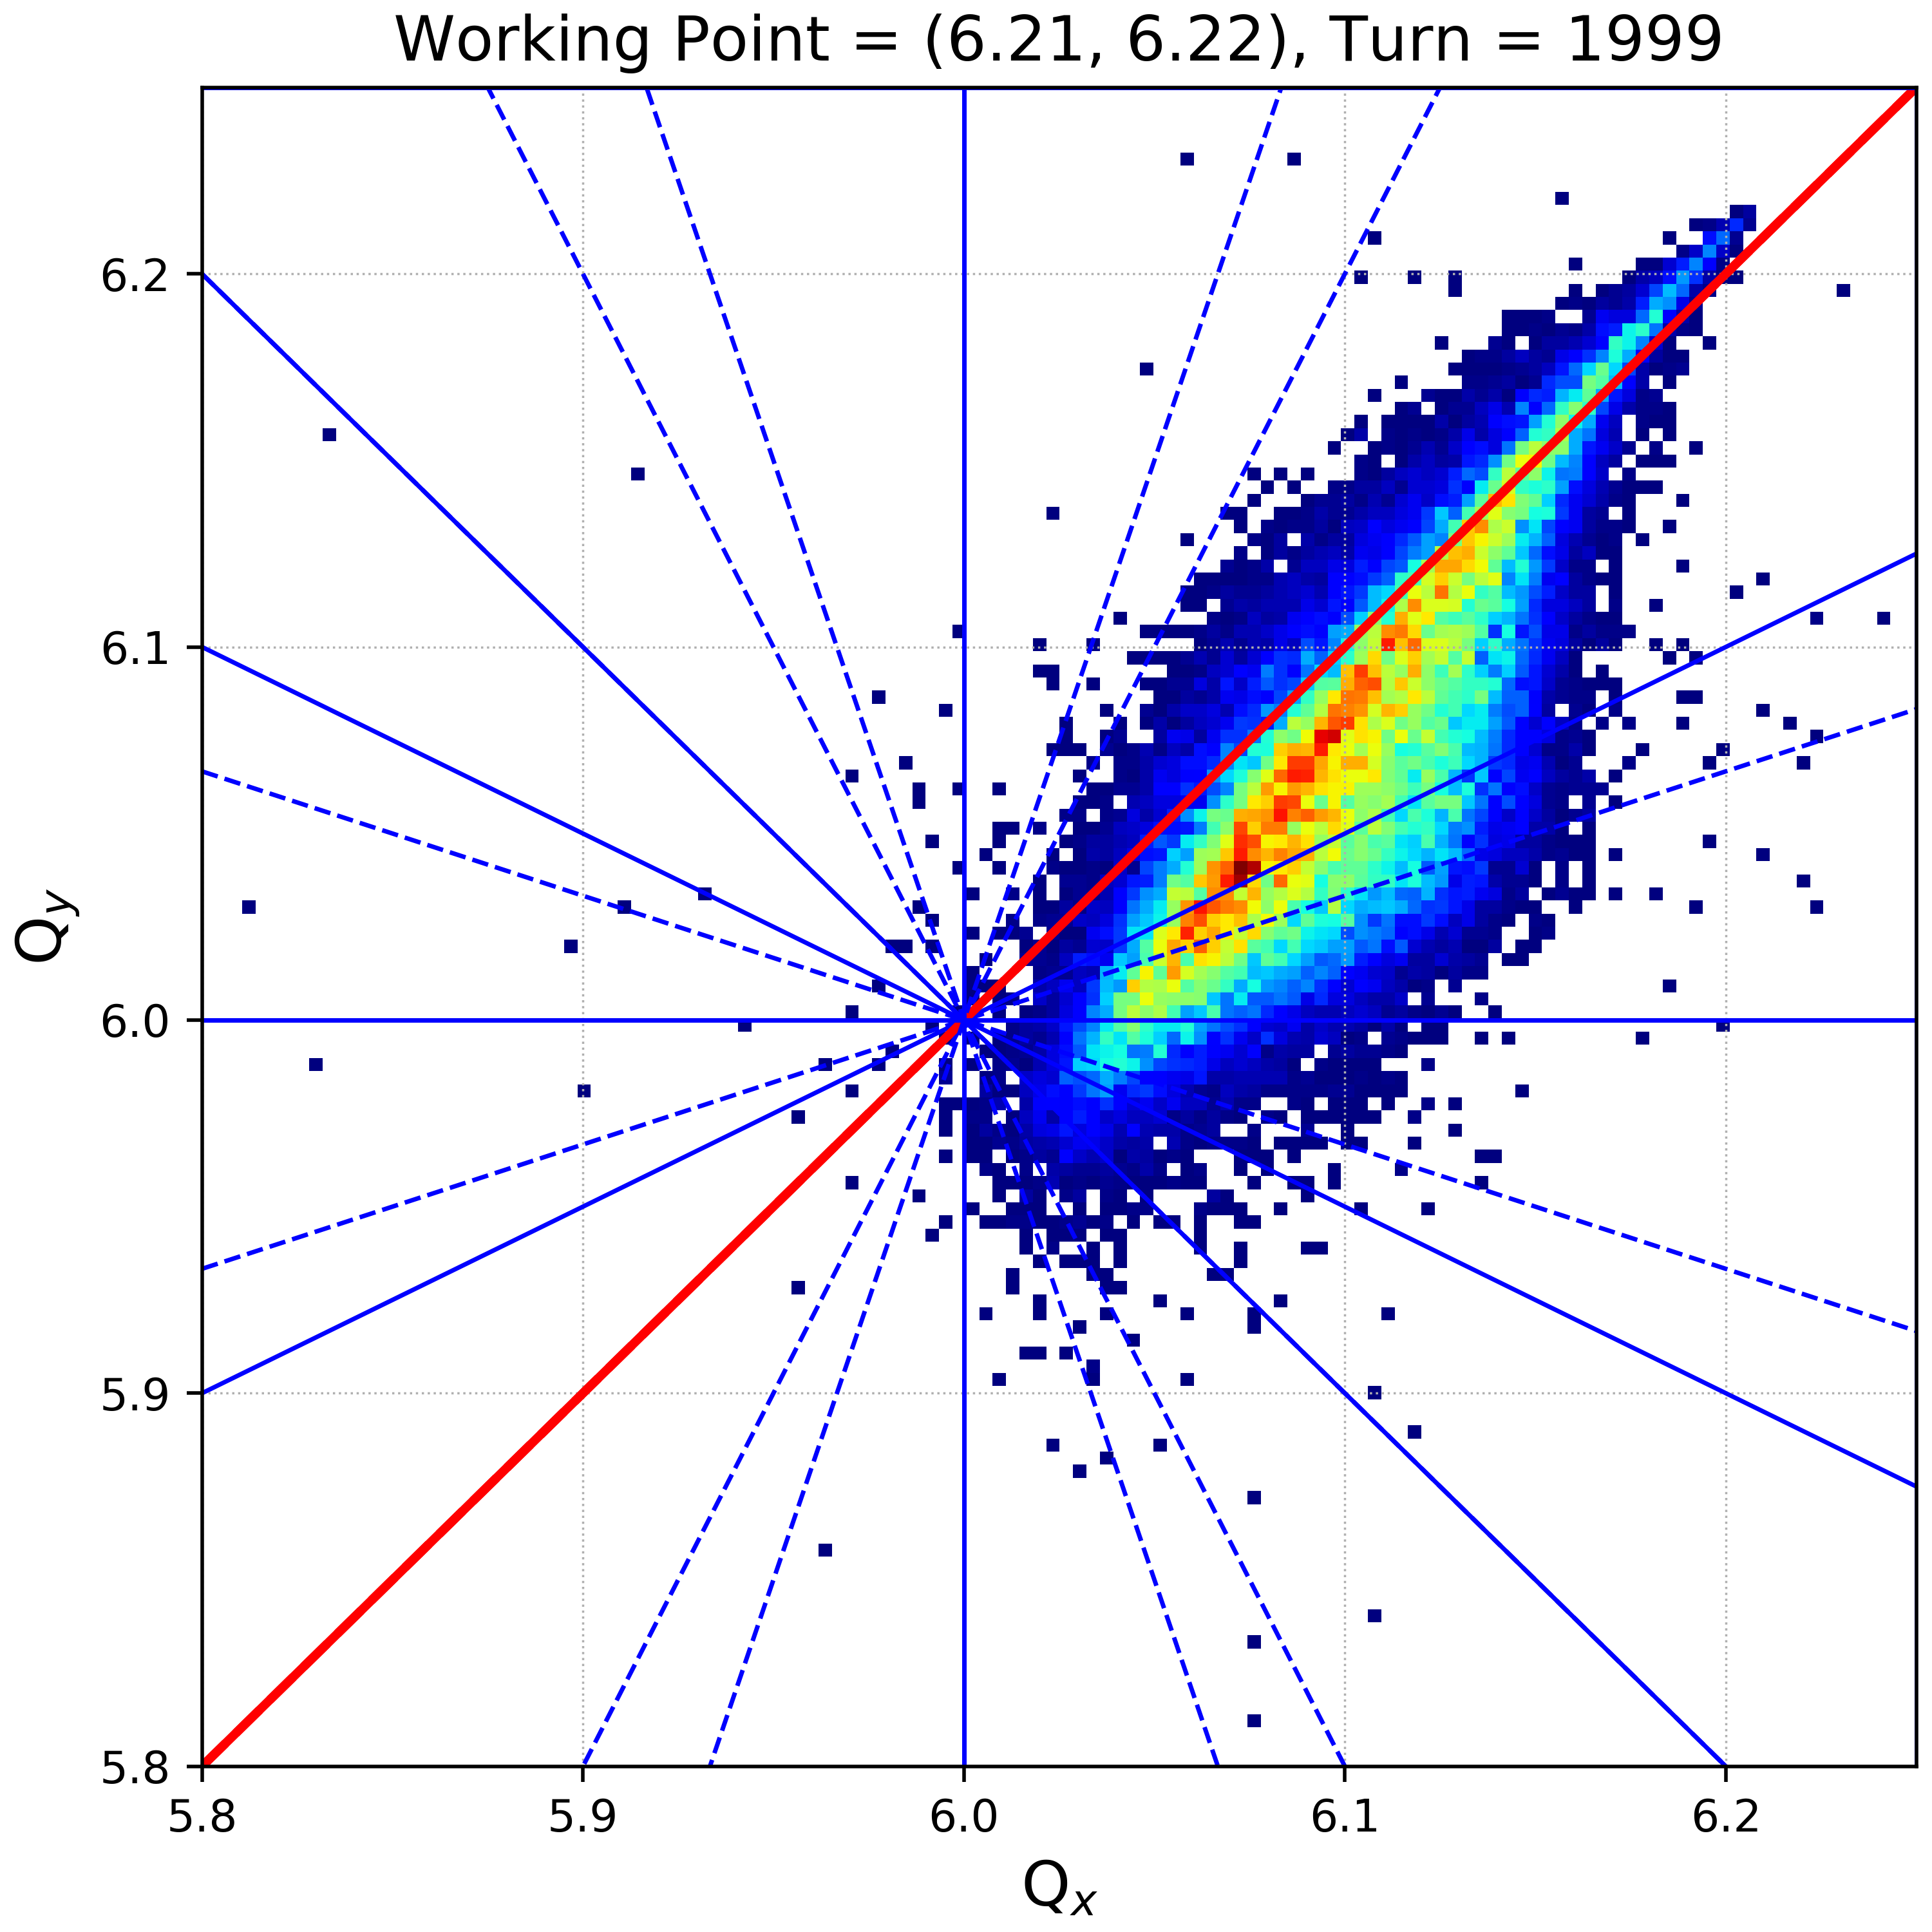 Working Point = (6.21, 6.22), Turn = 1999
6.2
6.1
6.0
5.9
5.8
Qy
5.8 5.9 6.0 6.1 6.2
Qx